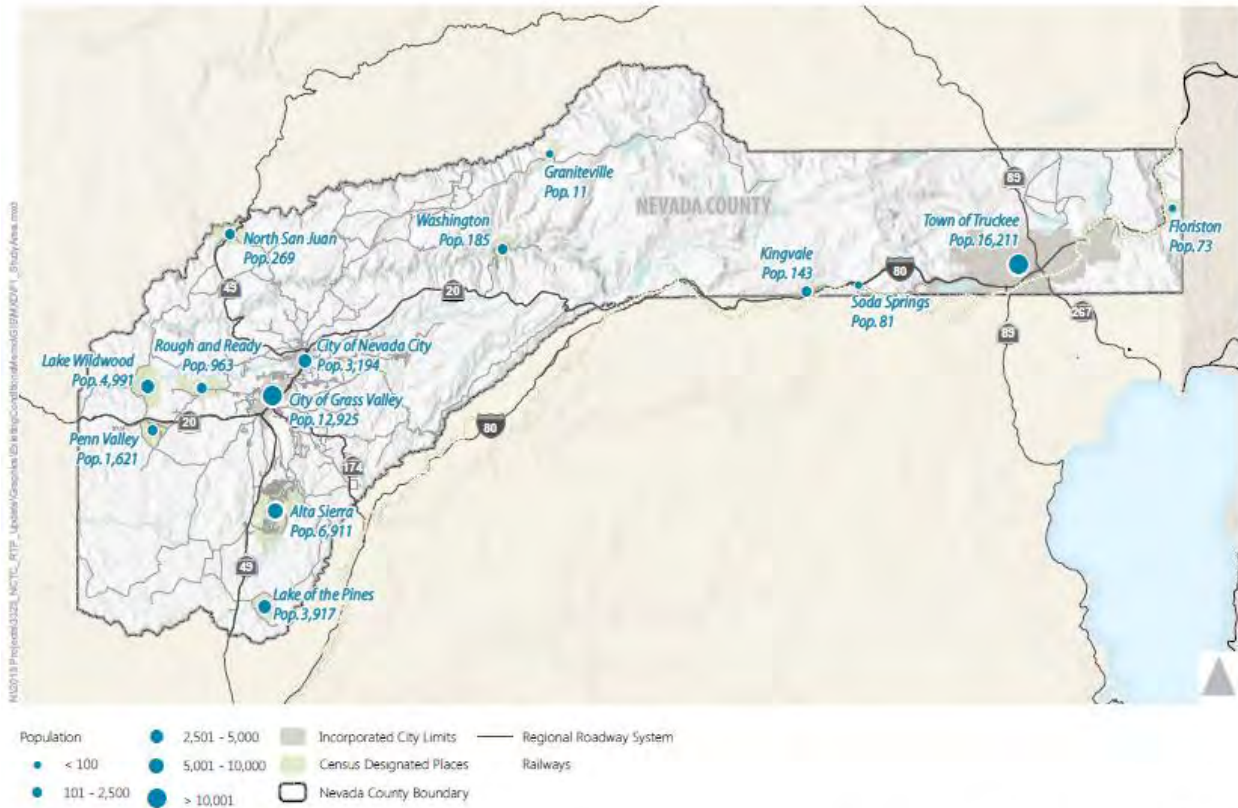 Graniteville
Pop. 11
NEVADA COUNTY
89
Washington
Pop. 185
North San Juan
Pop. 269
Town of Truckee
Pop. 16,211
Floriston
Pop. 73
Kingvale
Pop. 143
80
Soda Springs
Pop. 81
49
20
267
89
Lake Wildwood
Pop. 4,991
Rough and Ready
Pop. 963
City of Nevada City
Pop. 3,194
City of Grass Valley
Pop. 12,925
20
80
Penn Valley
Pop. 1,621
174
Alta Sierra
Pop. 6,911
49
Lake of the Pines
Pop. 3,917
Population
< 100
101 - 2,500
2,501 - 5,000
5,001 - 10,000
> 10,001
Incorporated City Limits
Census Designated Places
Nevada County Boundary
Regional Roadway System
Railways